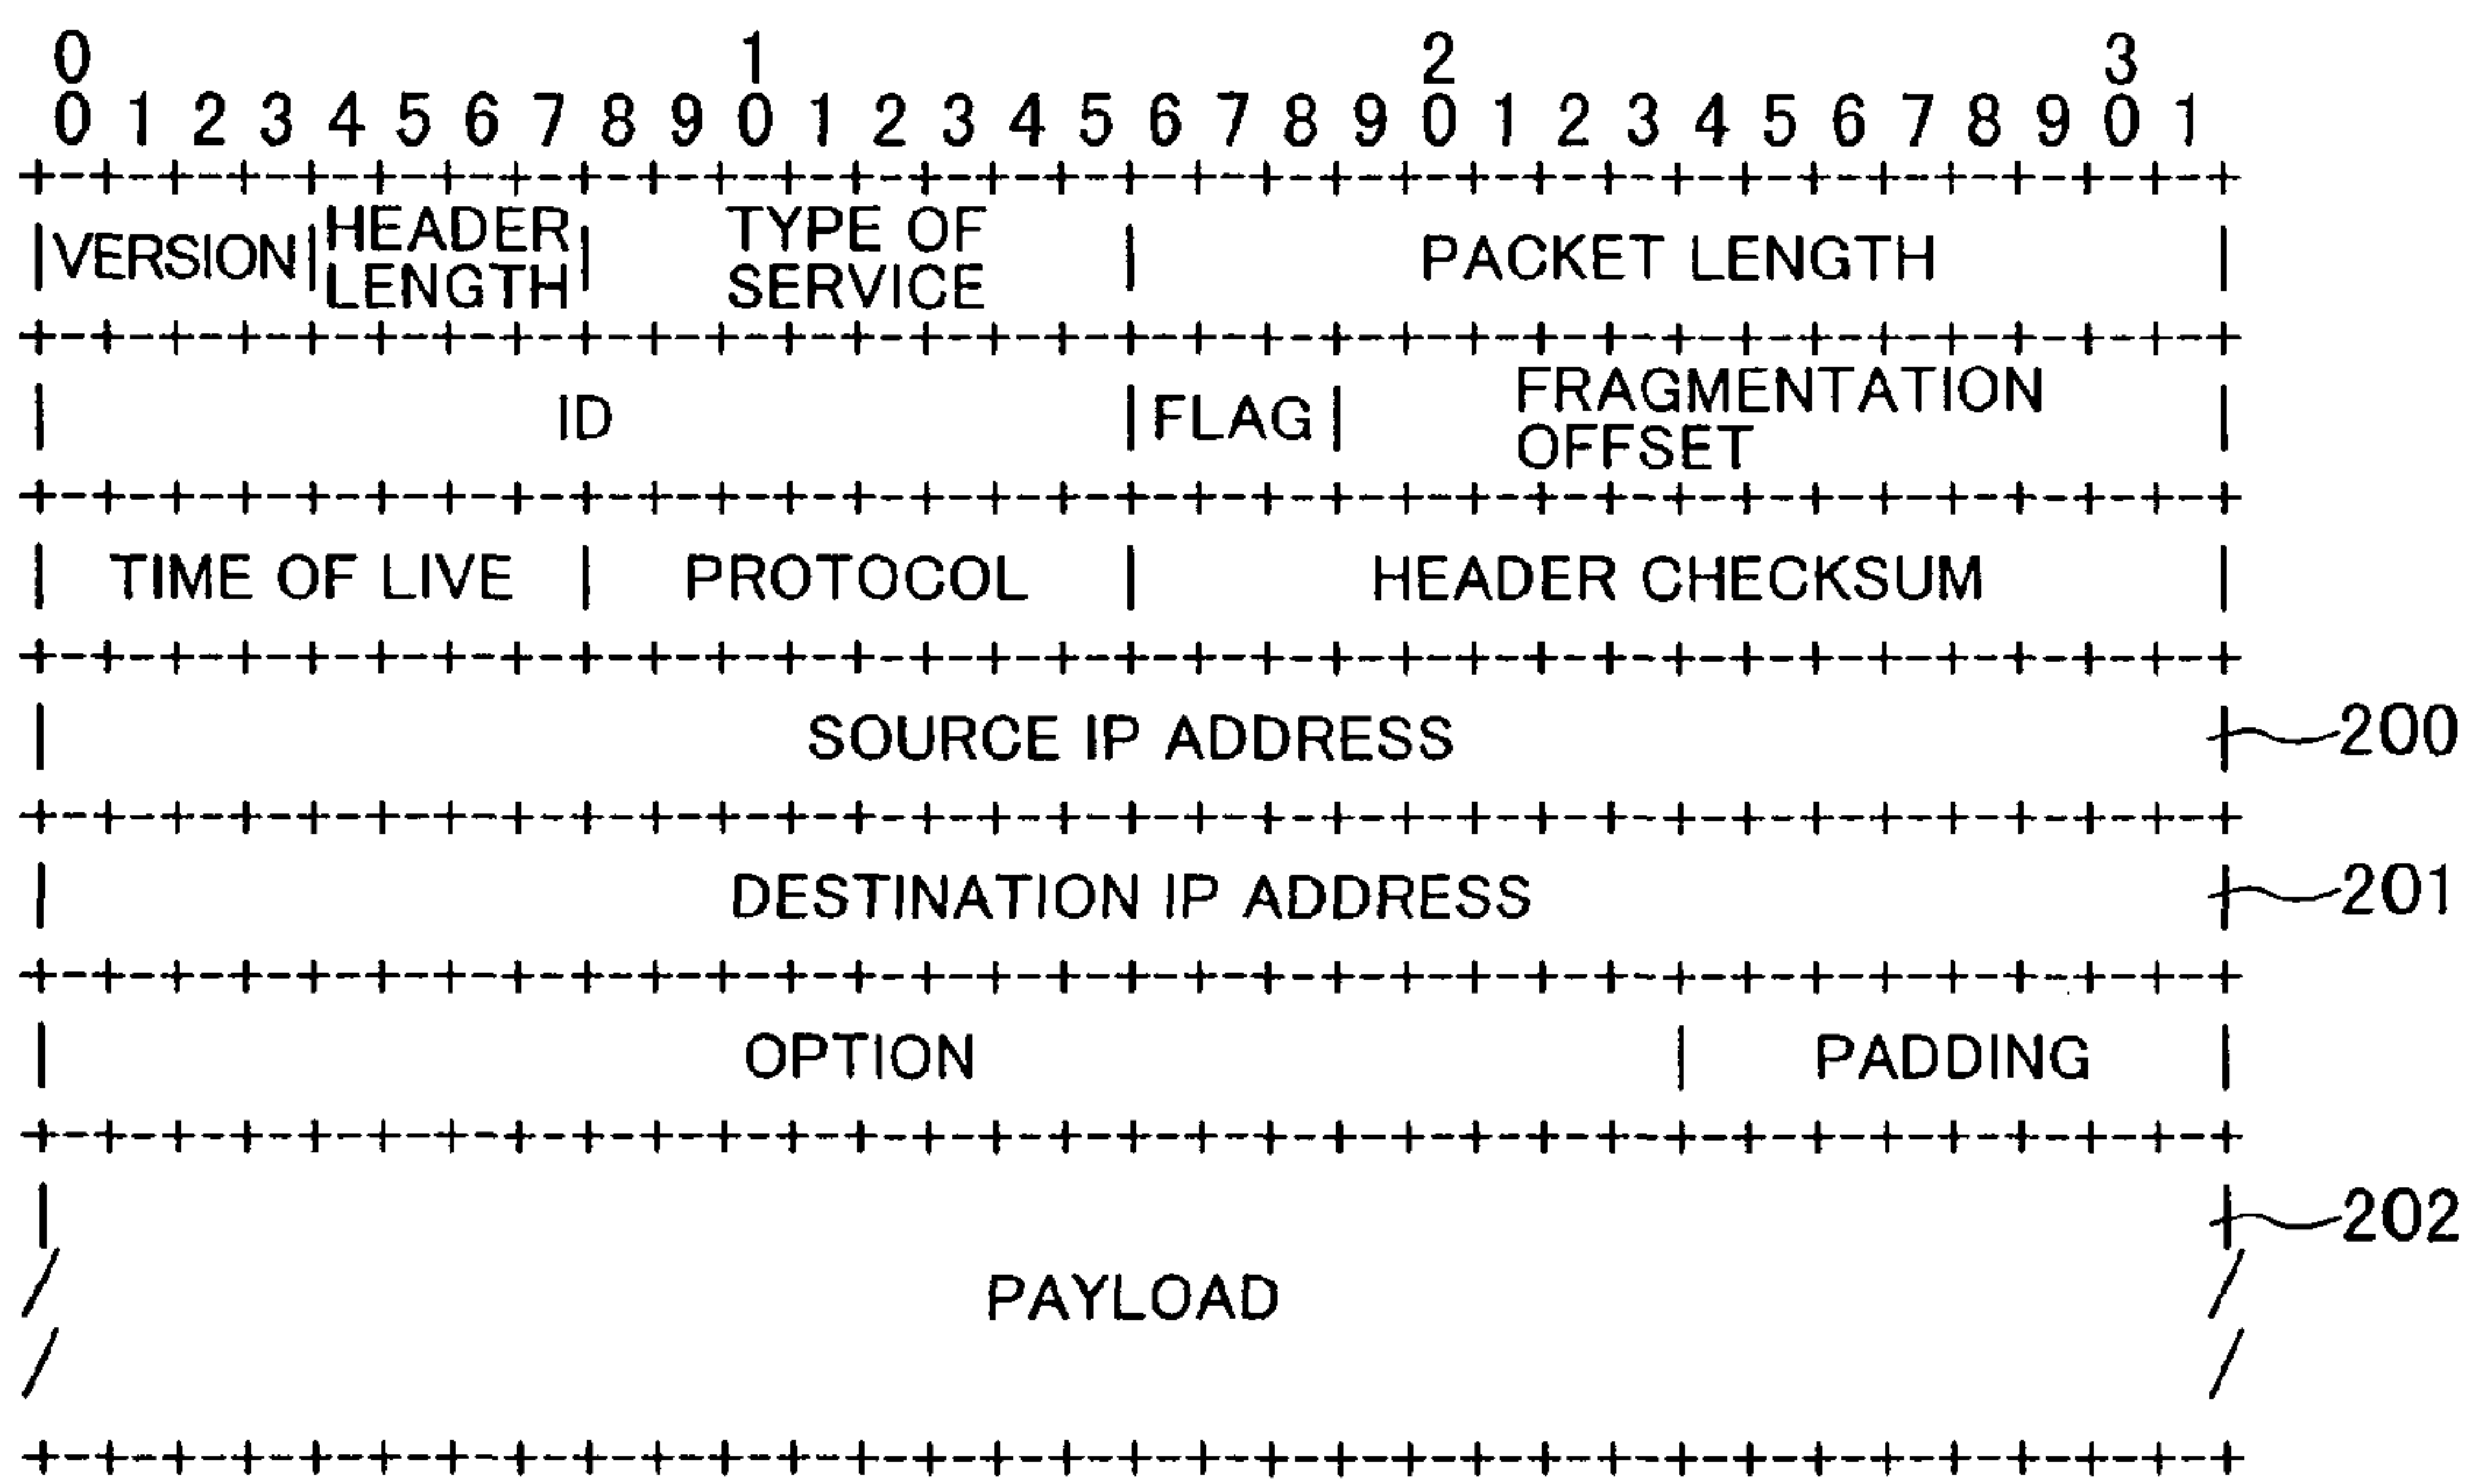 0 1 2 3
0 1 2 3 4 5 6 7 8 9 0 1 2 3 4 5 6 7 8 9 0 1 2 3 4 5 6 7 8 9 0 1
+-+-+-+-+-+-+-+-+-+-+-+-+-+-+-+-+-+-+-+-+-+-+-+-+-+-+-+-+-+-+-+-+
|VERSION|HEADER LENGTH| TYPE OF SERVICE | PACKET LENGTH |
+-+-+-+-+-+-+-+-+-+-+-+-+-+-+-+-+-+-+-+-+-+-+-+-+-+-+-+-+-+-+-+-+
| ID |FLAG| FRAGMENTATION OFFSET |
+-+-+-+-+-+-+-+-+-+-+-+-+-+-+-+-+-+-+-+-+-+-+-+-+-+-+-+-+-+-+-+-+
| TIME OF LIVE | PROTOCOL | HEADER CHECKSUM |
+-+-+-+-+-+-+-+-+-+-+-+-+-+-+-+-+-+-+-+-+-+-+-+-+-+-+-+-+-+-+-+-+
| SOURCE IP ADDRESS | 200
+-+-+-+-+-+-+-+-+-+-+-+-+-+-+-+-+-+-+-+-+-+-+-+-+-+-+-+-+-+-+-+-+
| DESTINATION IP ADDRESS | 201
+-+-+-+-+-+-+-+-+-+-+-+-+-+-+-+-+-+-+-+-+-+-+-+-+-+-+-+-+-+-+-+-+
| OPTION | PADDING |
+-+-+-+-+-+-+-+-+-+-+-+-+-+-+-+-+-+-+-+-+-+-+-+-+-+-+-+-+-+-+-+-+
| | 202
/ PAYLOAD /
/ /
+-+-+-+-+-+-+-+-+-+-+-+-+-+-+-+-+-+-+-+-+-+-+-+-+-+-+-+-+-+-+-+-+